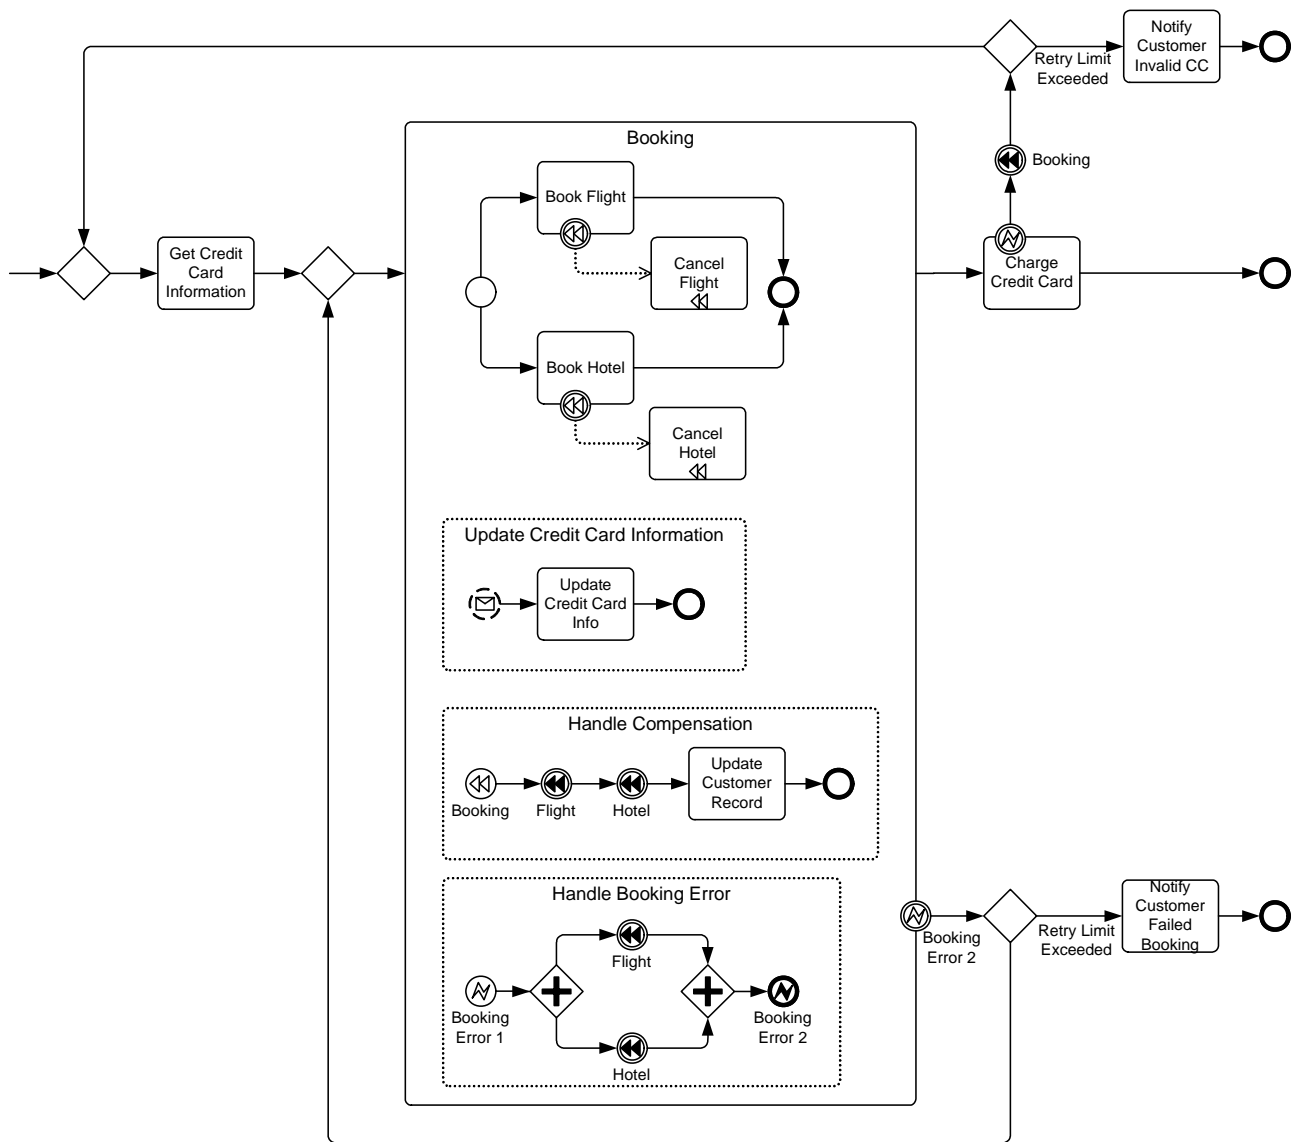 Notify
Customer
Invalid CC
Retry Limit
Exceeded
Booking
Booking
Book Flight
Get Credit
Card
Information
Cancel
Flight
Charge
Credit Card
Book Hotel
Cancel
Hotel
Update Credit Card Information
Update
Credit Card
Info
Handle Compensation
Booking
Flight
Hotel
Update
Customer
Record
Handle Booking Error
Booking
Error 1
Flight
Hotel
Booking
Error 2
Booking
Error 2
Retry Limit
Exceeded
Notify
Customer
Failed
Booking